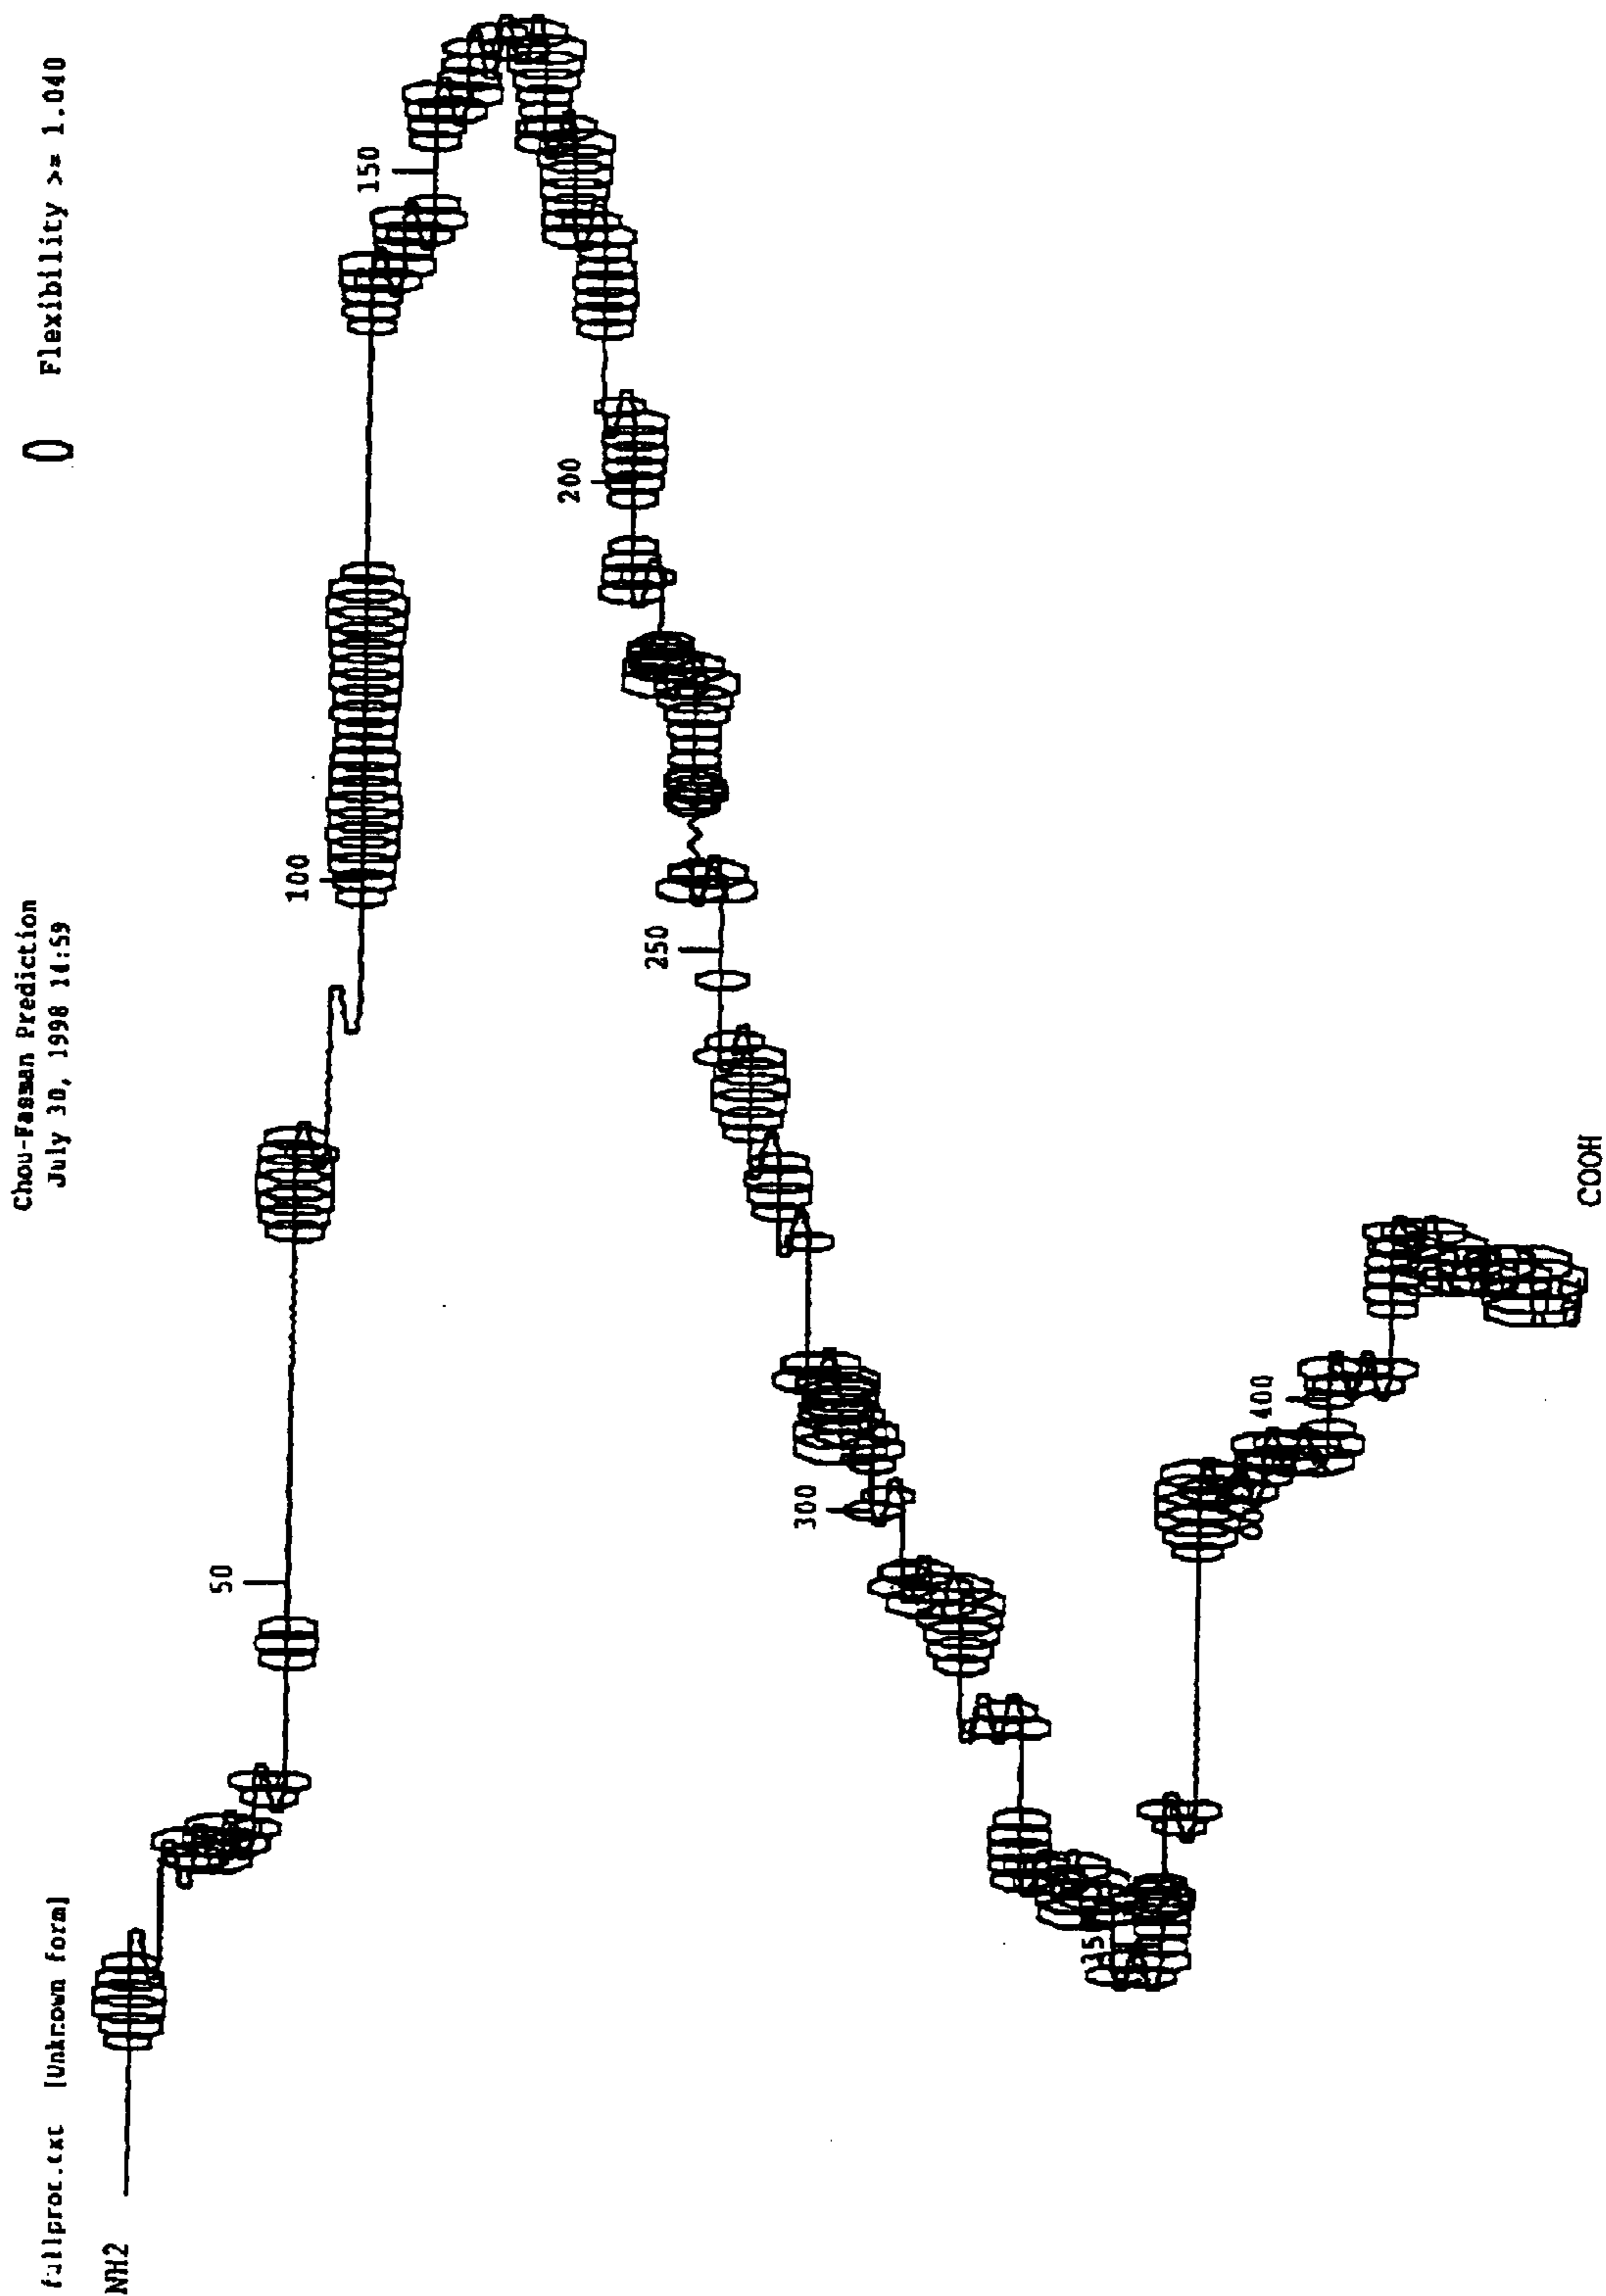 Chou-Fasman Prediction
July 30, 1998 14:59
fullprot.txt [Unknown form]
Flexibility >= 1.040
NH2
50
100
150
200
250
300
35
400
COOH